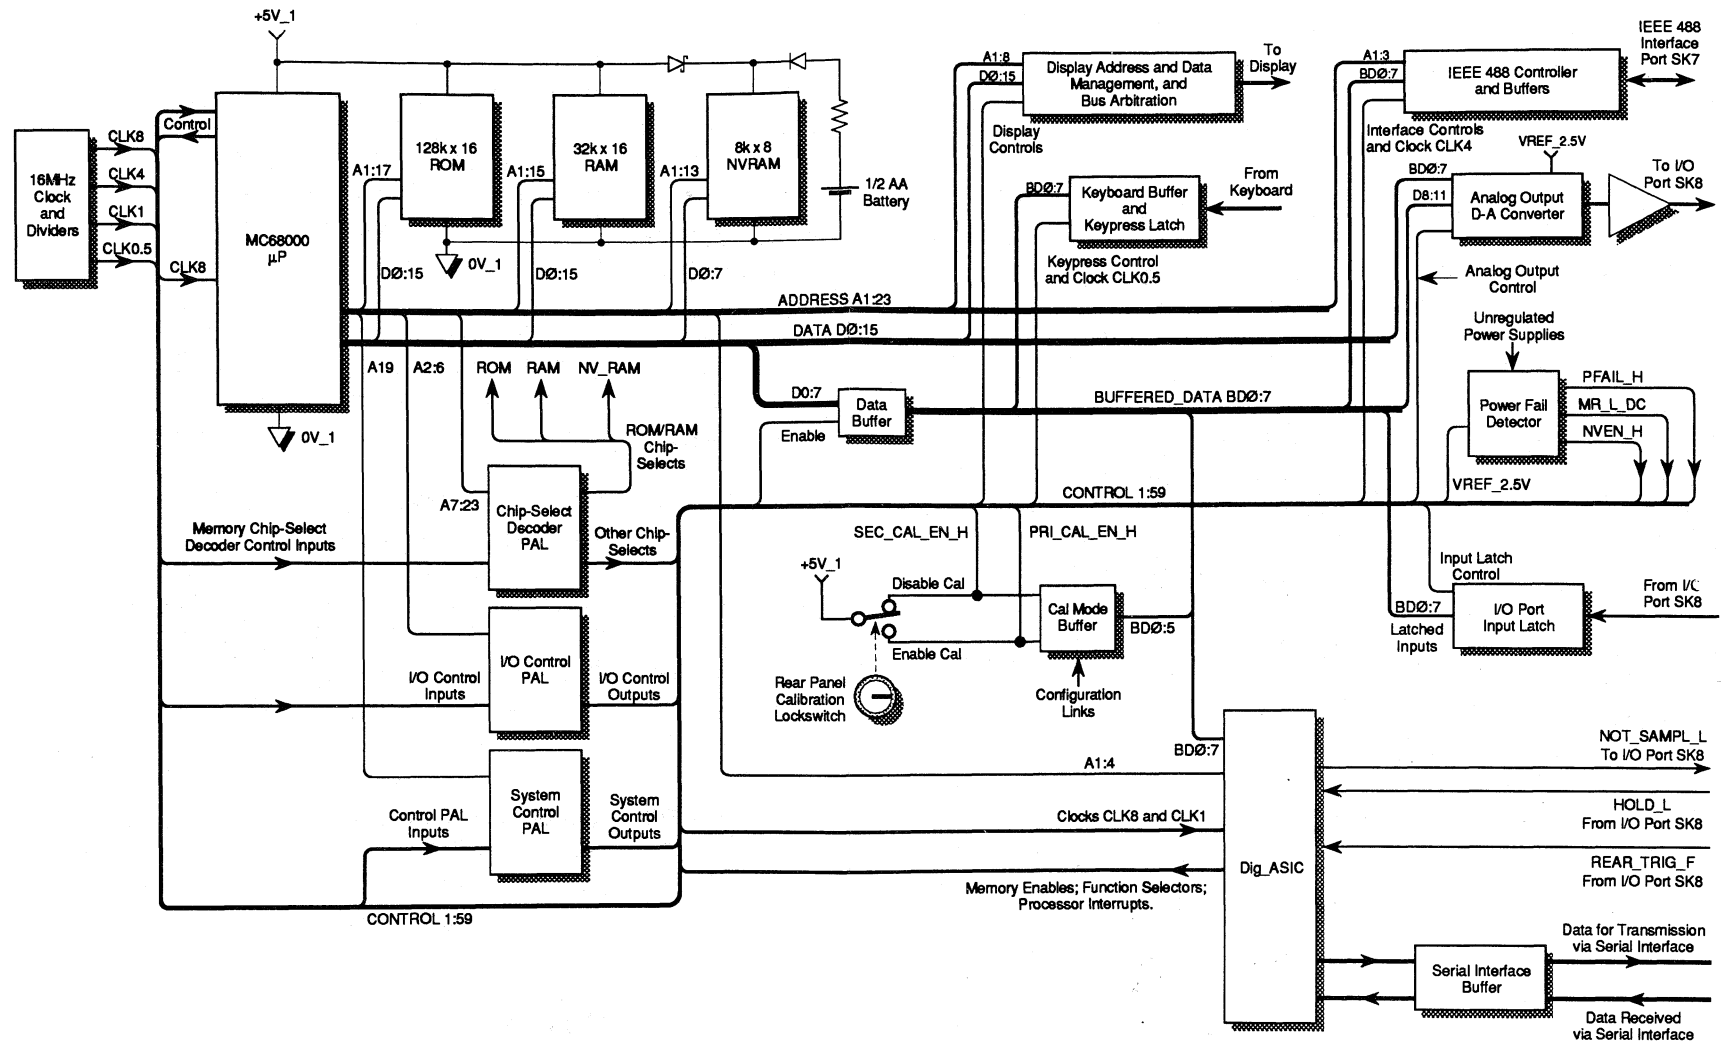 +5V_1
16MHz
Clock
and
Dividers
CLK8
CLK4
CLK1
CLK0.5
Control
CLK8
MC68000
µP
0V_1
128k x 16
ROM
32k x 16
RAM
8k x 8
NVRAM
1/2 AA
Battery
A1:17
A1:15
A1:13
0V_1
DØ:15
DØ:15
DØ:7
A1:8
DØ:15
Display Address and Data
Management, and
Bus Arbitration
To
Display
Display
Controls
BDØ:7
Keyboard Buffer
and
Keypress Latch
From
Keyboard
Keypress Control
and Clock CLK0.5
A1:3
BDØ:7
IEEE 488 Controller
and Buffers
IEEE 488
Interface
Port SK7
Interface Controls
and Clock CLK4
VREF_2.5V
BDØ:7
D8:11
Analog Output
D-A Converter
To I/O
Port SK8
Analog Output
Control
ADDRESS A1:23
DATA DØ:15
A19
A2:6
ROM
RAM
NV_RAM
ROM/RAM
Chip-
Selects
D0:7
Data
Buffer
Enable
BUFFERED_DATA BDØ:7
Unregulated
Power Supplies
Power Fail
Detector
PFAIL_H
MR_L_DC
NVEN_H
VREF_2.5V
CONTROL 1:59
A7:23
Chip-Select
Decoder
PAL
Memory Chip-Select
Decoder Control Inputs
Other Chip-
Selects
SEC_CAL_EN_H
PRI_CAL_EN_H
+5V_1
Disable Cal
Enable Cal
Cal Mode
Buffer
BDØ:5
Rear Panel
Calibration
Lockswitch
Configuration
Links
Input Latch
Control
BDØ:7
Latched
Inputs
I/O Port
Input Latch
From I/C
Port SK8
I/O Control
PAL
I/O Control
Inputs
I/O Control
Outputs
System
Control
PAL
Control PAL
Inputs
System
Control
Outputs
CONTROL 1:59
BDØ:7
A1:4
Clocks CLK8 and CLK1
Memory Enables; Function Selectors;
Processor Interrupts.
Dig_ASIC
NOT_SAMPL_L
To I/O Port SK8
HOLD_L
From I/O Port SK8
REAR_TRIG_F
From I/O Port SK8
Serial Interface
Buffer
Data for Transmission
via Serial Interface
Data Received
via Serial Interface